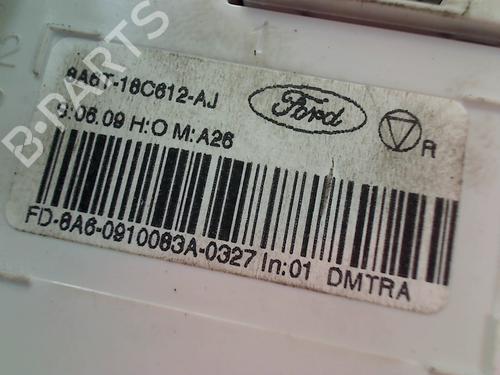 B-PARTS
8A6T-18C612-AJ
9.06.09 H:O M:A26
Ford
R
FD-8A6-0910083A-0327 In:01 DMTRA